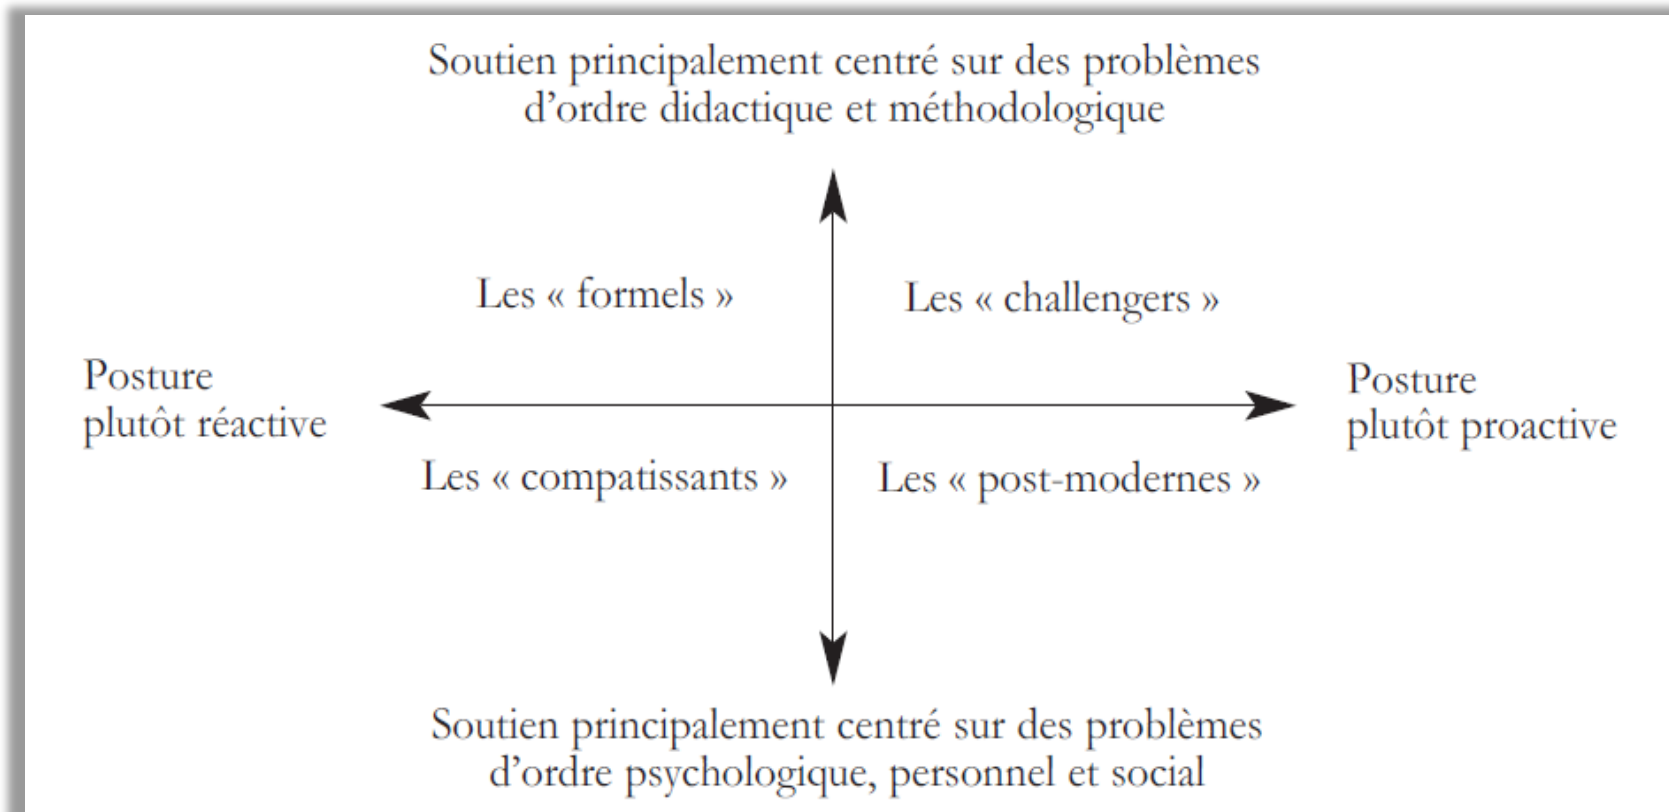 Soutien principalement centré sur des problèmes
d’ordre didactique et méthodologique
Les « formels »
Les « challengers »
Posture
plutôt réactive
Posture
plutôt proactive
Les « compatissants »
Les « post-modernes »
Soutien principalement centré sur des problèmes
d’ordre psychologique, personnel et social